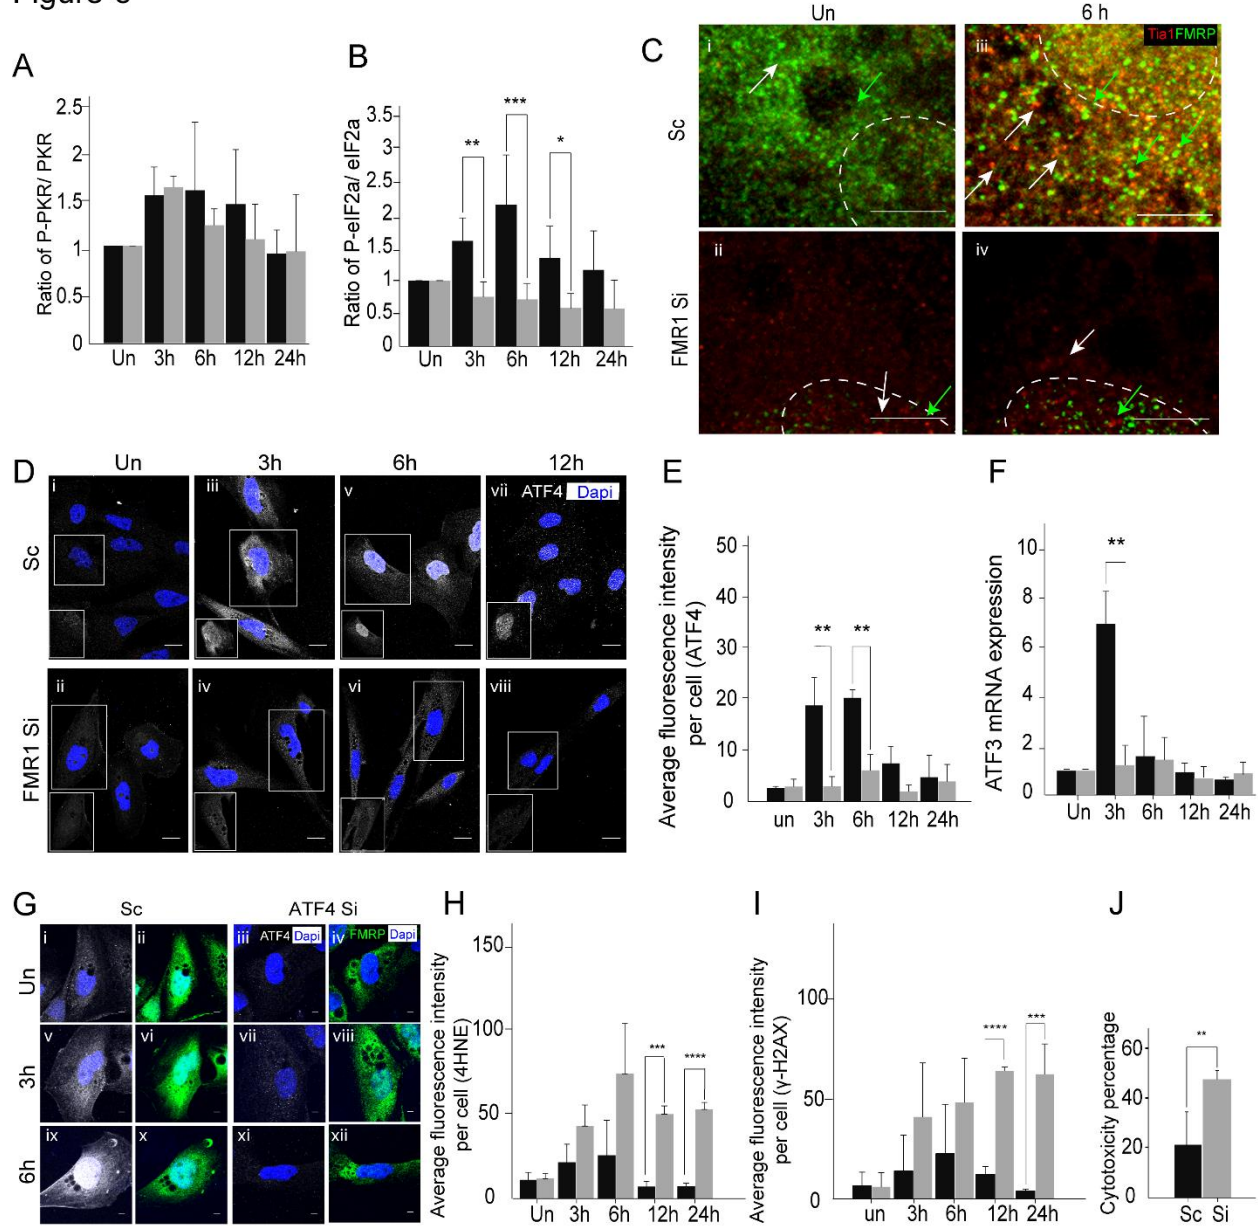 A
Ratio of P-PKR/ PKR
2.5
2
1.5
1
0.5
0
Un 3h 6h 12h 24h
B
Ratio of P-eIF2a/ eIF2a
3.5
3
2.5
2
1.5
1
0.5
0
** *** *
Un 3h 6h 12h 24h
C
Un 6 h
Sc
FMR1 Si
i
iii
Tia1FMRP
ii
iv
D
Un 3h 6h 12h
Sc
FMR1 Si
i iii v vii ATF4 Dapi
ii iv vi viii
E
Average fluorescence intensity
per cell (ATF4)
50
40
30
20
10
0
** **
un 3h 6h 12h 24h
F
ATF3 mRNA expression
10
8
6
4
2
0
**
Un 3h 6h 12h 24h
G
Sc ATF4 Si
Un
3h
6h
i ii iii ATF4 Dapi iv FMRP Dapi
v vi vii viii
ix x xi xii
H
Average fluorescence intensity
per cell (4HNE)
150
100
50
0
*** ****
Un 3h 6h 12h 24h
I
Average fluorescence intensity
per cell (γ-H2AX)
100
50
0
**** ***
un 3h 6h 12h 24h
J
Cytotoxicity percentage
60
40
20
0
**
Sc Si